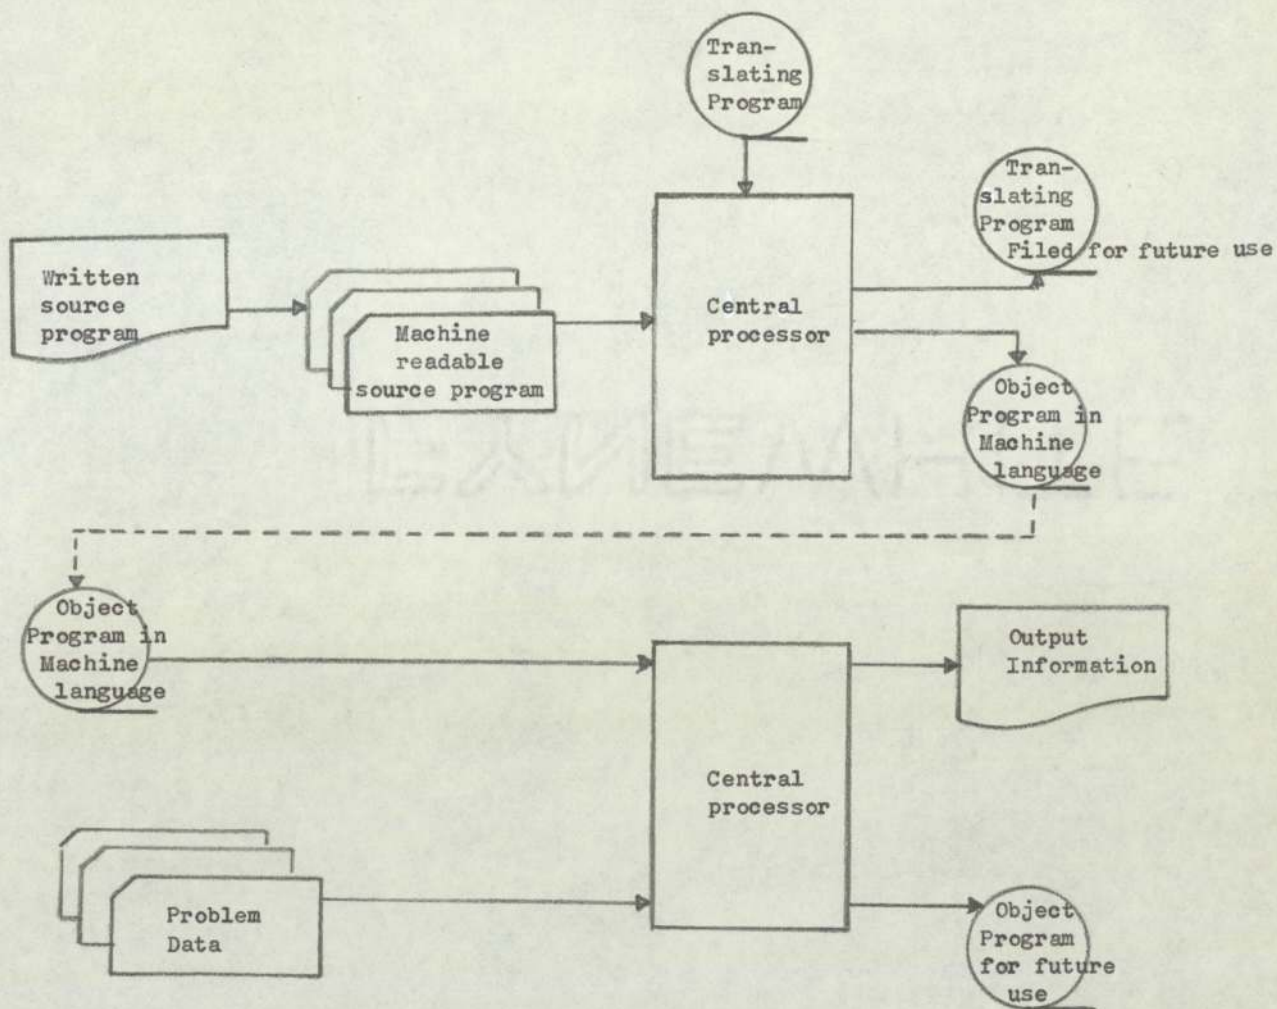 Tran-
slating
Program
Tran-
slating
Program
Filed for future use
Written
source
program
Machine
readable
source program
Central
processor
Object
Program in
Machine
language
Object
Program in
Machine
language
Output
Information
Central
processor
Problem
Data
Object
Program
for future
use